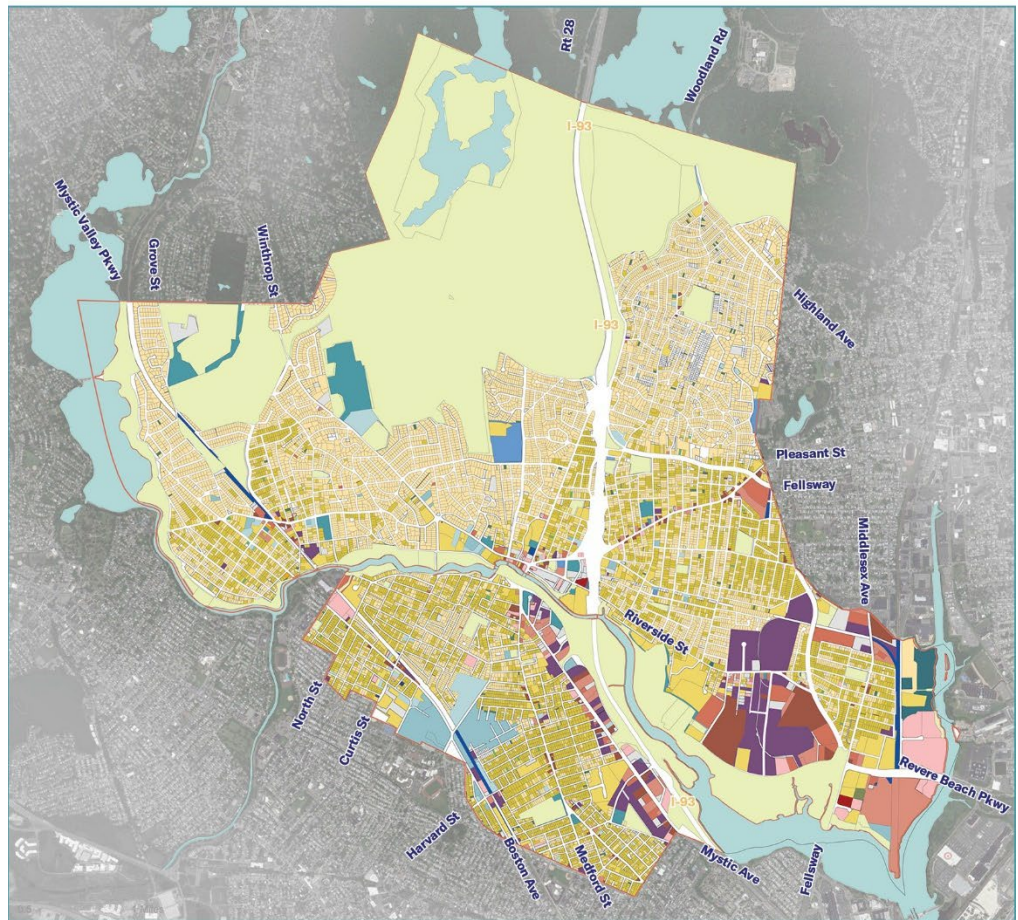 Rt 28
Woodland Rd
I-93
Mystic Valley Pkwy
Grove St
Winthrop St
Highland Ave
I-93
Pleasant St
Fellsway
Middlesex Ave
Riverside St
North St
Curtis St
Revere Beach Pkwy
I-93
Harvard St
Boston Ave
Medford St
Mystic Ave
Fellsway